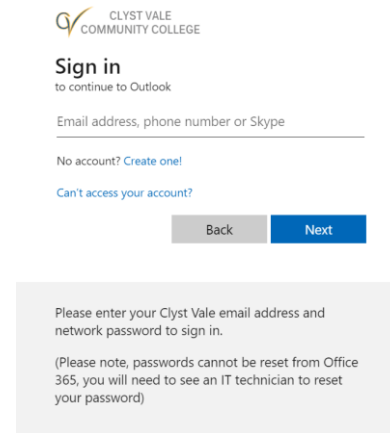 CLYST VALE
COMMUNITY COLLEGE
Sign in
to continue to Outlook
Email address, phone number or Skype
No account? Create one!
Can't access your account?
Back
Next
Please enter your Clyst Vale email address and
network password to sign in.
(Please note, passwords cannot be reset from Office
365, you will need to see an IT technician to reset
your password)